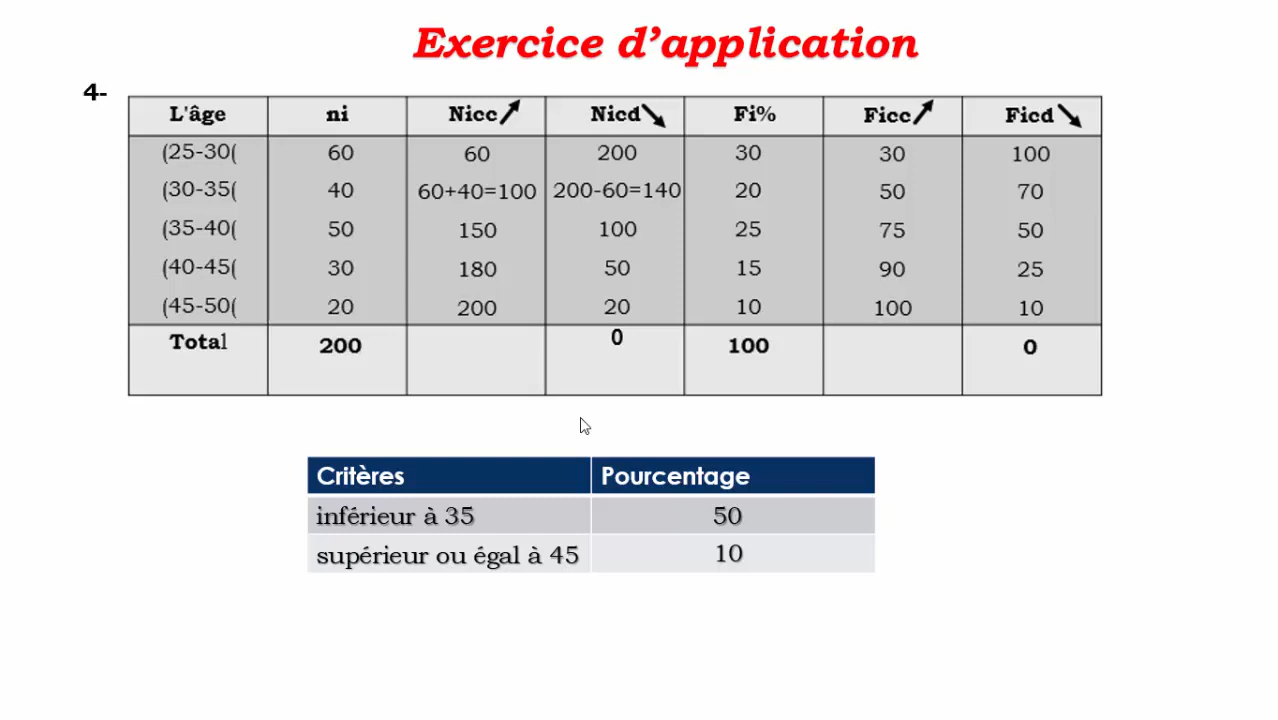 Exercice d’application
4-
L'âge ni Nicc Nicd Fi% Ficc Ficd
(25-30( 60 60 200 30 30 100
(30-35( 40 60+40=100 200-60=140 20 50 70
(35-40( 50 150 100 25 75 50
(40-45( 30 180 50 15 90 25
(45-50( 20 200 20 10 100 10
Total 200 0 100 0
Critères Pourcentage
inférieur à 35 50
supérieur ou égal à 45 10